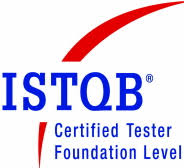 ISTQB®
Certified Tester
Foundation Level